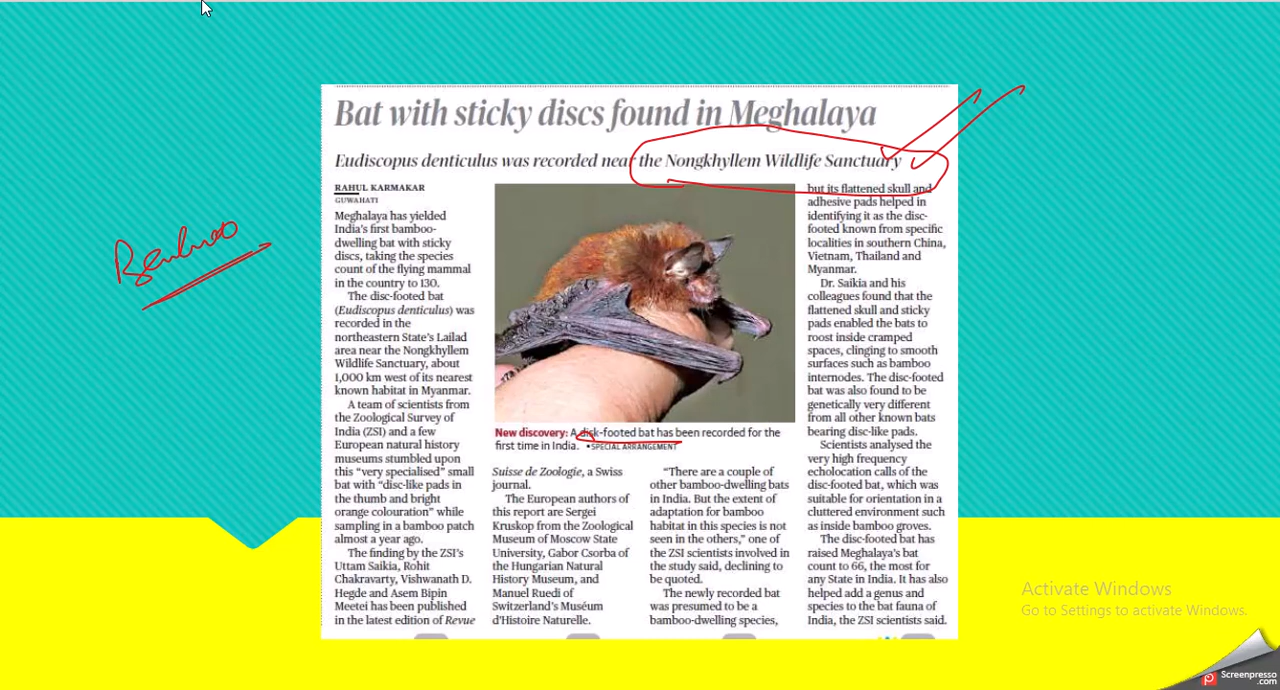 Bat with sticky discs found in Meghalaya
Eudiscopus denticulus was recorded near the Nongkhyllem Wildlife Sanctuary
RAHUL KARMAKAR
GUWAHATI
Meghalaya has yielded
India's first bamboo-
dwelling bat with sticky
discs, taking the species
count of the flying mammal
in the country to 130.
The disc-footed bat
(Eudiscopus denticulus) was
recorded in the
northeastern State's Lailad
area near the Nongkhyllem
Wildlife Sanctuary, about
1,000 km west of its nearest
known habitat in Myanmar.
A team of scientists from
the Zoological Survey of
India (ZSI) and a few
European natural history
museums stumbled upon
this "very specialised" small
bat with "disc-like pads in
the thumb and bright
orange colouration" while
sampling in a bamboo patch
almost a year ago.
The finding by the ZSI's
Uttam Saikia, Rohit
Chakravarty, Vishwanath D.
Hegde and Asem Bipin
Meetei has been published
in the latest edition of Revue
New discovery: A disk-footed bat has been recorded for the
first time in India. •SPECIAL ARRANGEMENT
Suisse de Zoologie, a Swiss
journal.
The European authors of
this report are Sergei
Kruskop from the Zoological
Museum of Moscow State
University, Gabor Csorba of
the Hungarian Natural
History Museum, and
Manuel Ruedi of
Switzerland's Muséum
d'Histoire Naturelle.
"There are a couple of
other bamboo-dwelling bats
in India. But the extent of
adaptation for bamboo
habitat in this species is not
seen in the others," one of
the ZSI scientists involved in
the study said, declining to
be quoted.
The newly recorded bat
was presumed to be a
bamboo-dwelling species,
but its flattened skull and
adhesive pads helped in
identifying it as the disc-
footed known from specific
localities in southern China,
Vietnam, Thailand and
Myanmar.
Dr. Saikia and his
colleagues found that the
flattened skull and sticky
pads enabled the bats to
roost inside cramped
spaces, clinging to smooth
surfaces such as bamboo
internodes. The disc-footed
bat was also found to be
genetically very different
from all other known bats
bearing disc-like pads.
Scientists analysed the
very high frequency
echolocation calls of the
disc-footed bat, which was
suitable for orientation in a
cluttered environment such
as inside bamboo groves.
The disc-footed bat has
raised Meghalaya's bat
count to 66, the most for
any State in India. It has also
helped add a genus and
species to the bat fauna of
India, the ZSI scientists said.
Activate Windows
Go to Settings to activate Windows.
Screenpresso
.com